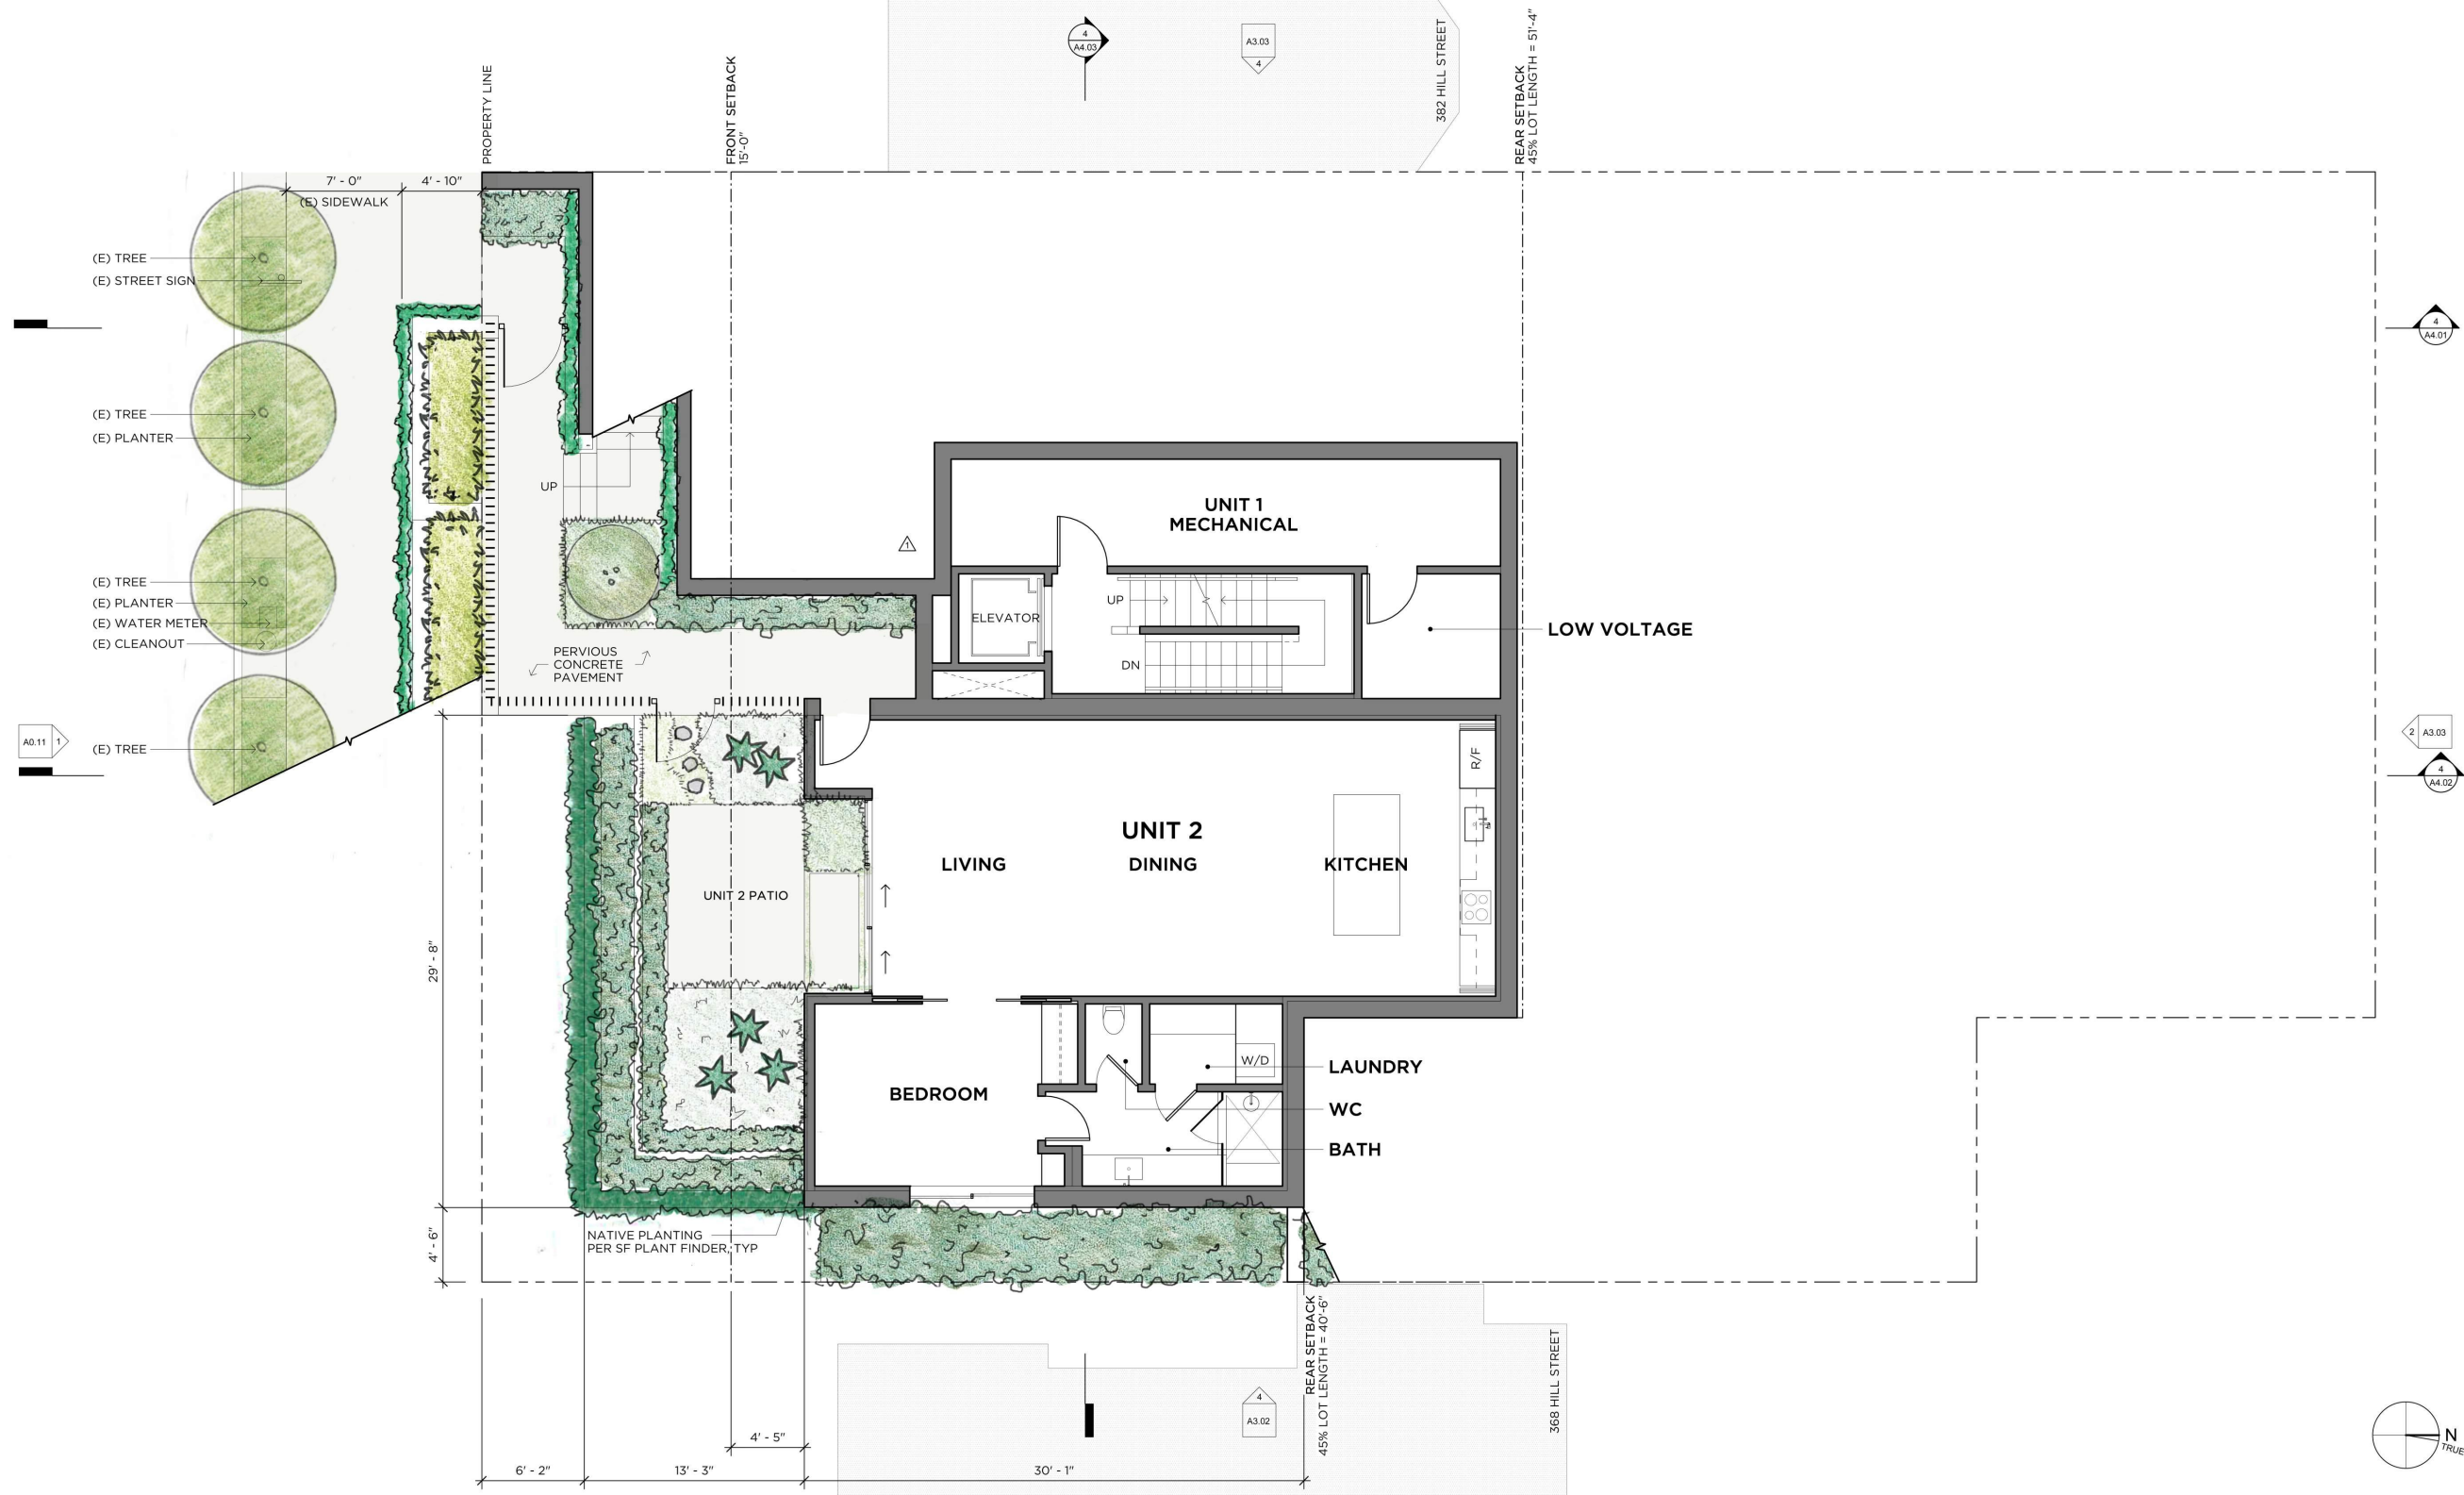 4
A4.03
A3.03
4
382 HILL STREET
REAR SETBACK
45% LOT LENGTH = 51'-4"
PROPERTY LINE
FRONT SETBACK
15'-0"
7' - 0"
4' - 10"
(E) SIDEWALK
(E) TREE
(E) STREET SIGN
4
A4.01
(E) TREE
(E) PLANTER
UP
UNIT 1
MECHANICAL
1
(E) TREE
(E) PLANTER
(E) WATER METER
(E) CLEANOUT
UP
ELEVATOR
LOW VOLTAGE
PERVIOUS
CONCRETE
PAVEMENT
DN
A0.11
1
(E) TREE
R/F
2
A3.03
4
A4.02
UNIT 2
LIVING
DINING
KITCHEN
UNIT 2 PATIO
29' - 8"
W/D
LAUNDRY
BEDROOM
WC
BATH
4' - 6"
NATIVE PLANTING
PER SF PLANT FINDER, TYP
REAR SETBACK
45% LOT LENGTH = 40'-6"
368 HILL STREET
4
A3.02
4' - 5"
6' - 2"
13' - 3"
30' - 1"
N
TRUE